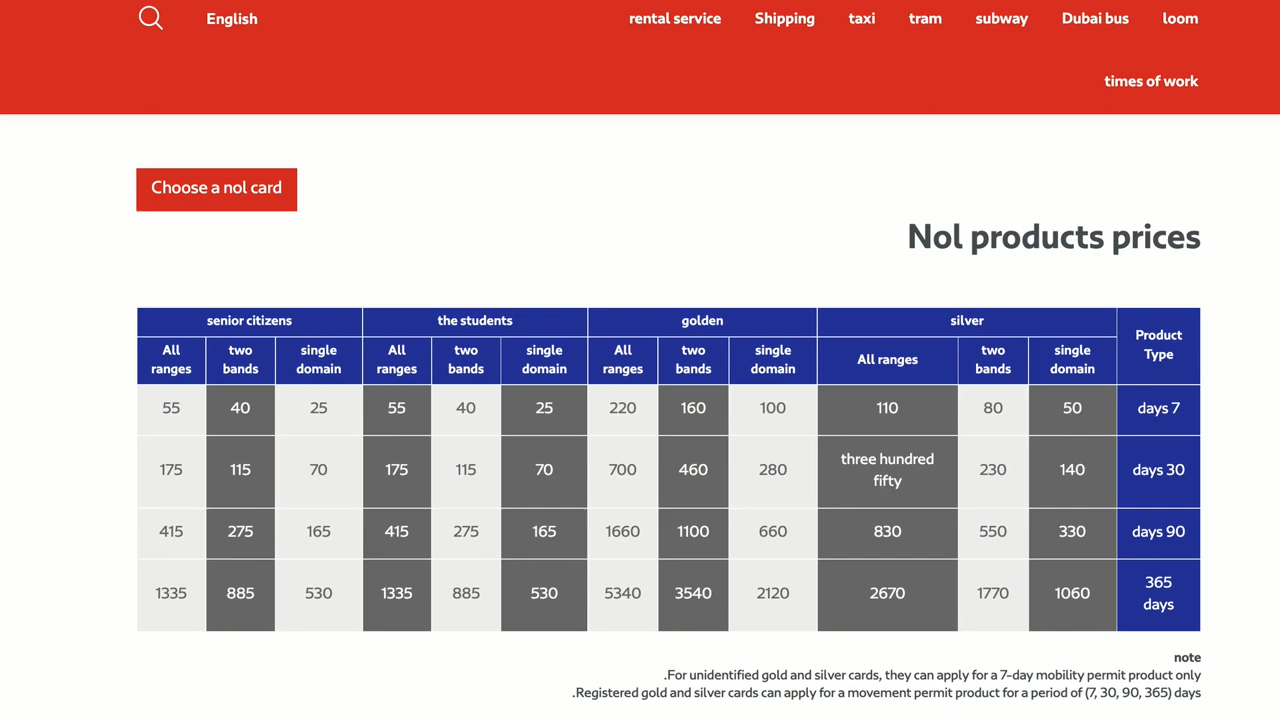 English
rental service
Shipping
taxi
tram
subway
Dubai bus
loom
times of work
Choose a nol card
Nol products prices
senior citizens the students golden silver Product Type
All ranges two bands single domain All ranges two bands single domain All ranges two bands single domain All ranges two bands single domain
55 40 25 55 40 25 220 160 100 110 80 50 days 7
175 115 70 175 115 70 700 460 280 three hundred fifty 230 140 days 30
415 275 165 415 275 165 1660 1100 660 830 550 330 days 90
1335 885 530 1335 885 530 5340 3540 2120 2670 1770 1060 365 days
note
.For unidentified gold and silver cards, they can apply for a 7-day mobility permit product only
.Registered gold and silver cards can apply for a movement permit product for a period of (7, 30, 90, 365) days